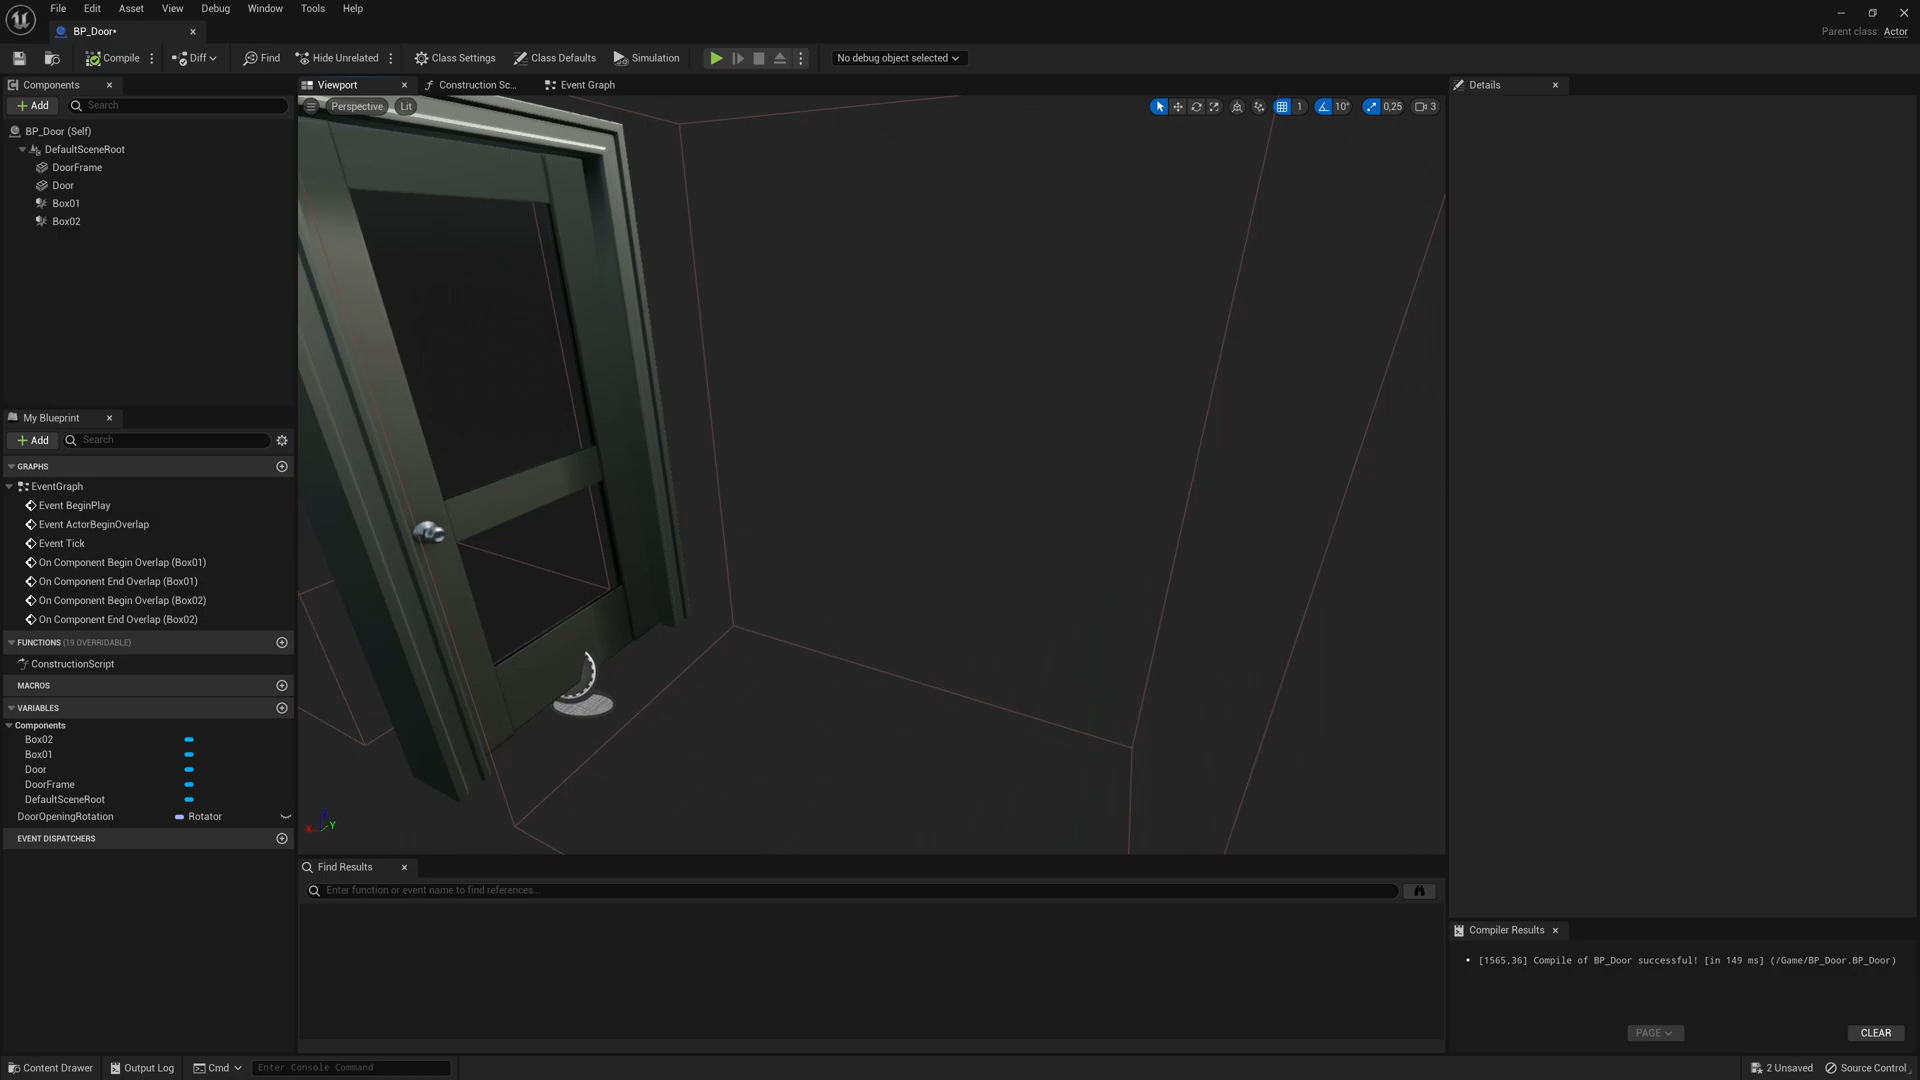 File Edit Asset View Debug Window Tools Help
BP_Door*
Parent class: Actor
Compile Diff Find Hide Unrelated Class Settings Class Defaults Simulation No debug object selected
Components
Add Search
BP_Door (Self)
DefaultSceneRoot
DoorFrame
Door
Box01
Box02
My Blueprint
Add Search
GRAPHS
EventGraph
Event BeginPlay
Event ActorBeginOverlap
Event Tick
On Component Begin Overlap (Box01)
On Component End Overlap (Box01)
On Component Begin Overlap (Box02)
On Component End Overlap (Box02)
FUNCTIONS (19 OVERRIDABLE)
ConstructionScript
MACROS
VARIABLES
Components
Box02
Box01
Door
DoorFrame
DefaultSceneRoot
DoorOpeningRotation Rotator
EVENT DISPATCHERS
Viewport Construction Sc... Event Graph
Perspective Lit 1 10° 0,25 3
X Y
Find Results
Enter function or event name to find references...
Details
Compiler Results
• [1565,36] Compile of BP_Door successful! [in 149 ms] (/Game/BP_Door.BP_Door)
PAGE CLEAR
Content Drawer Output Log Cmd Enter Console Command 2 Unsaved Source Control